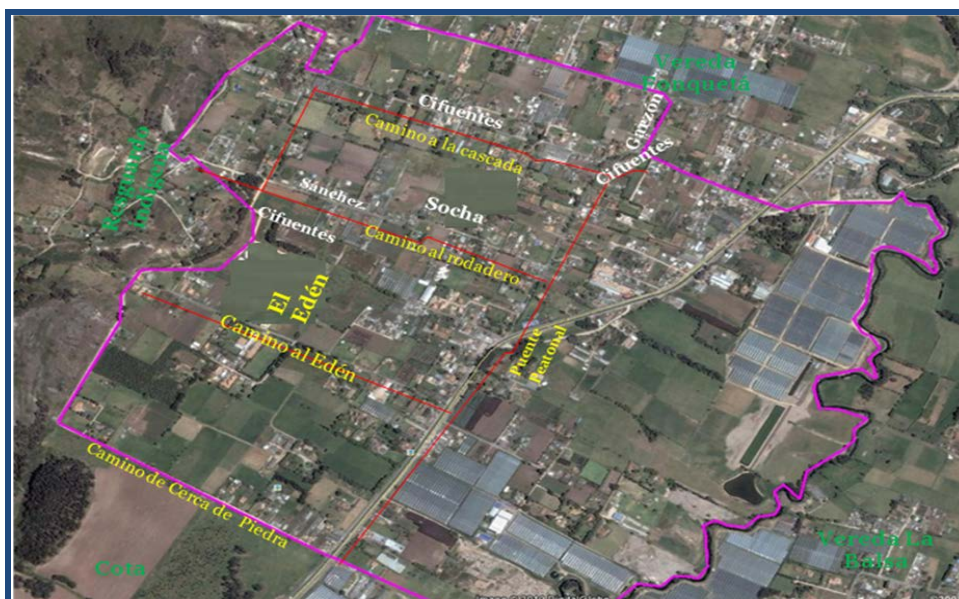 Vereda
Fonquetá
Cifuentes
Garzón
Camino a la cascada
Cifuentes
Resguardo
Indígena
Sánchez
Socha
Cifuentes
Camino al rodadero
El
Edén
Camino al Edén
Puente
Peatonal
Camino de Cerca de Piedra
Cota
Vereda La
Balsa